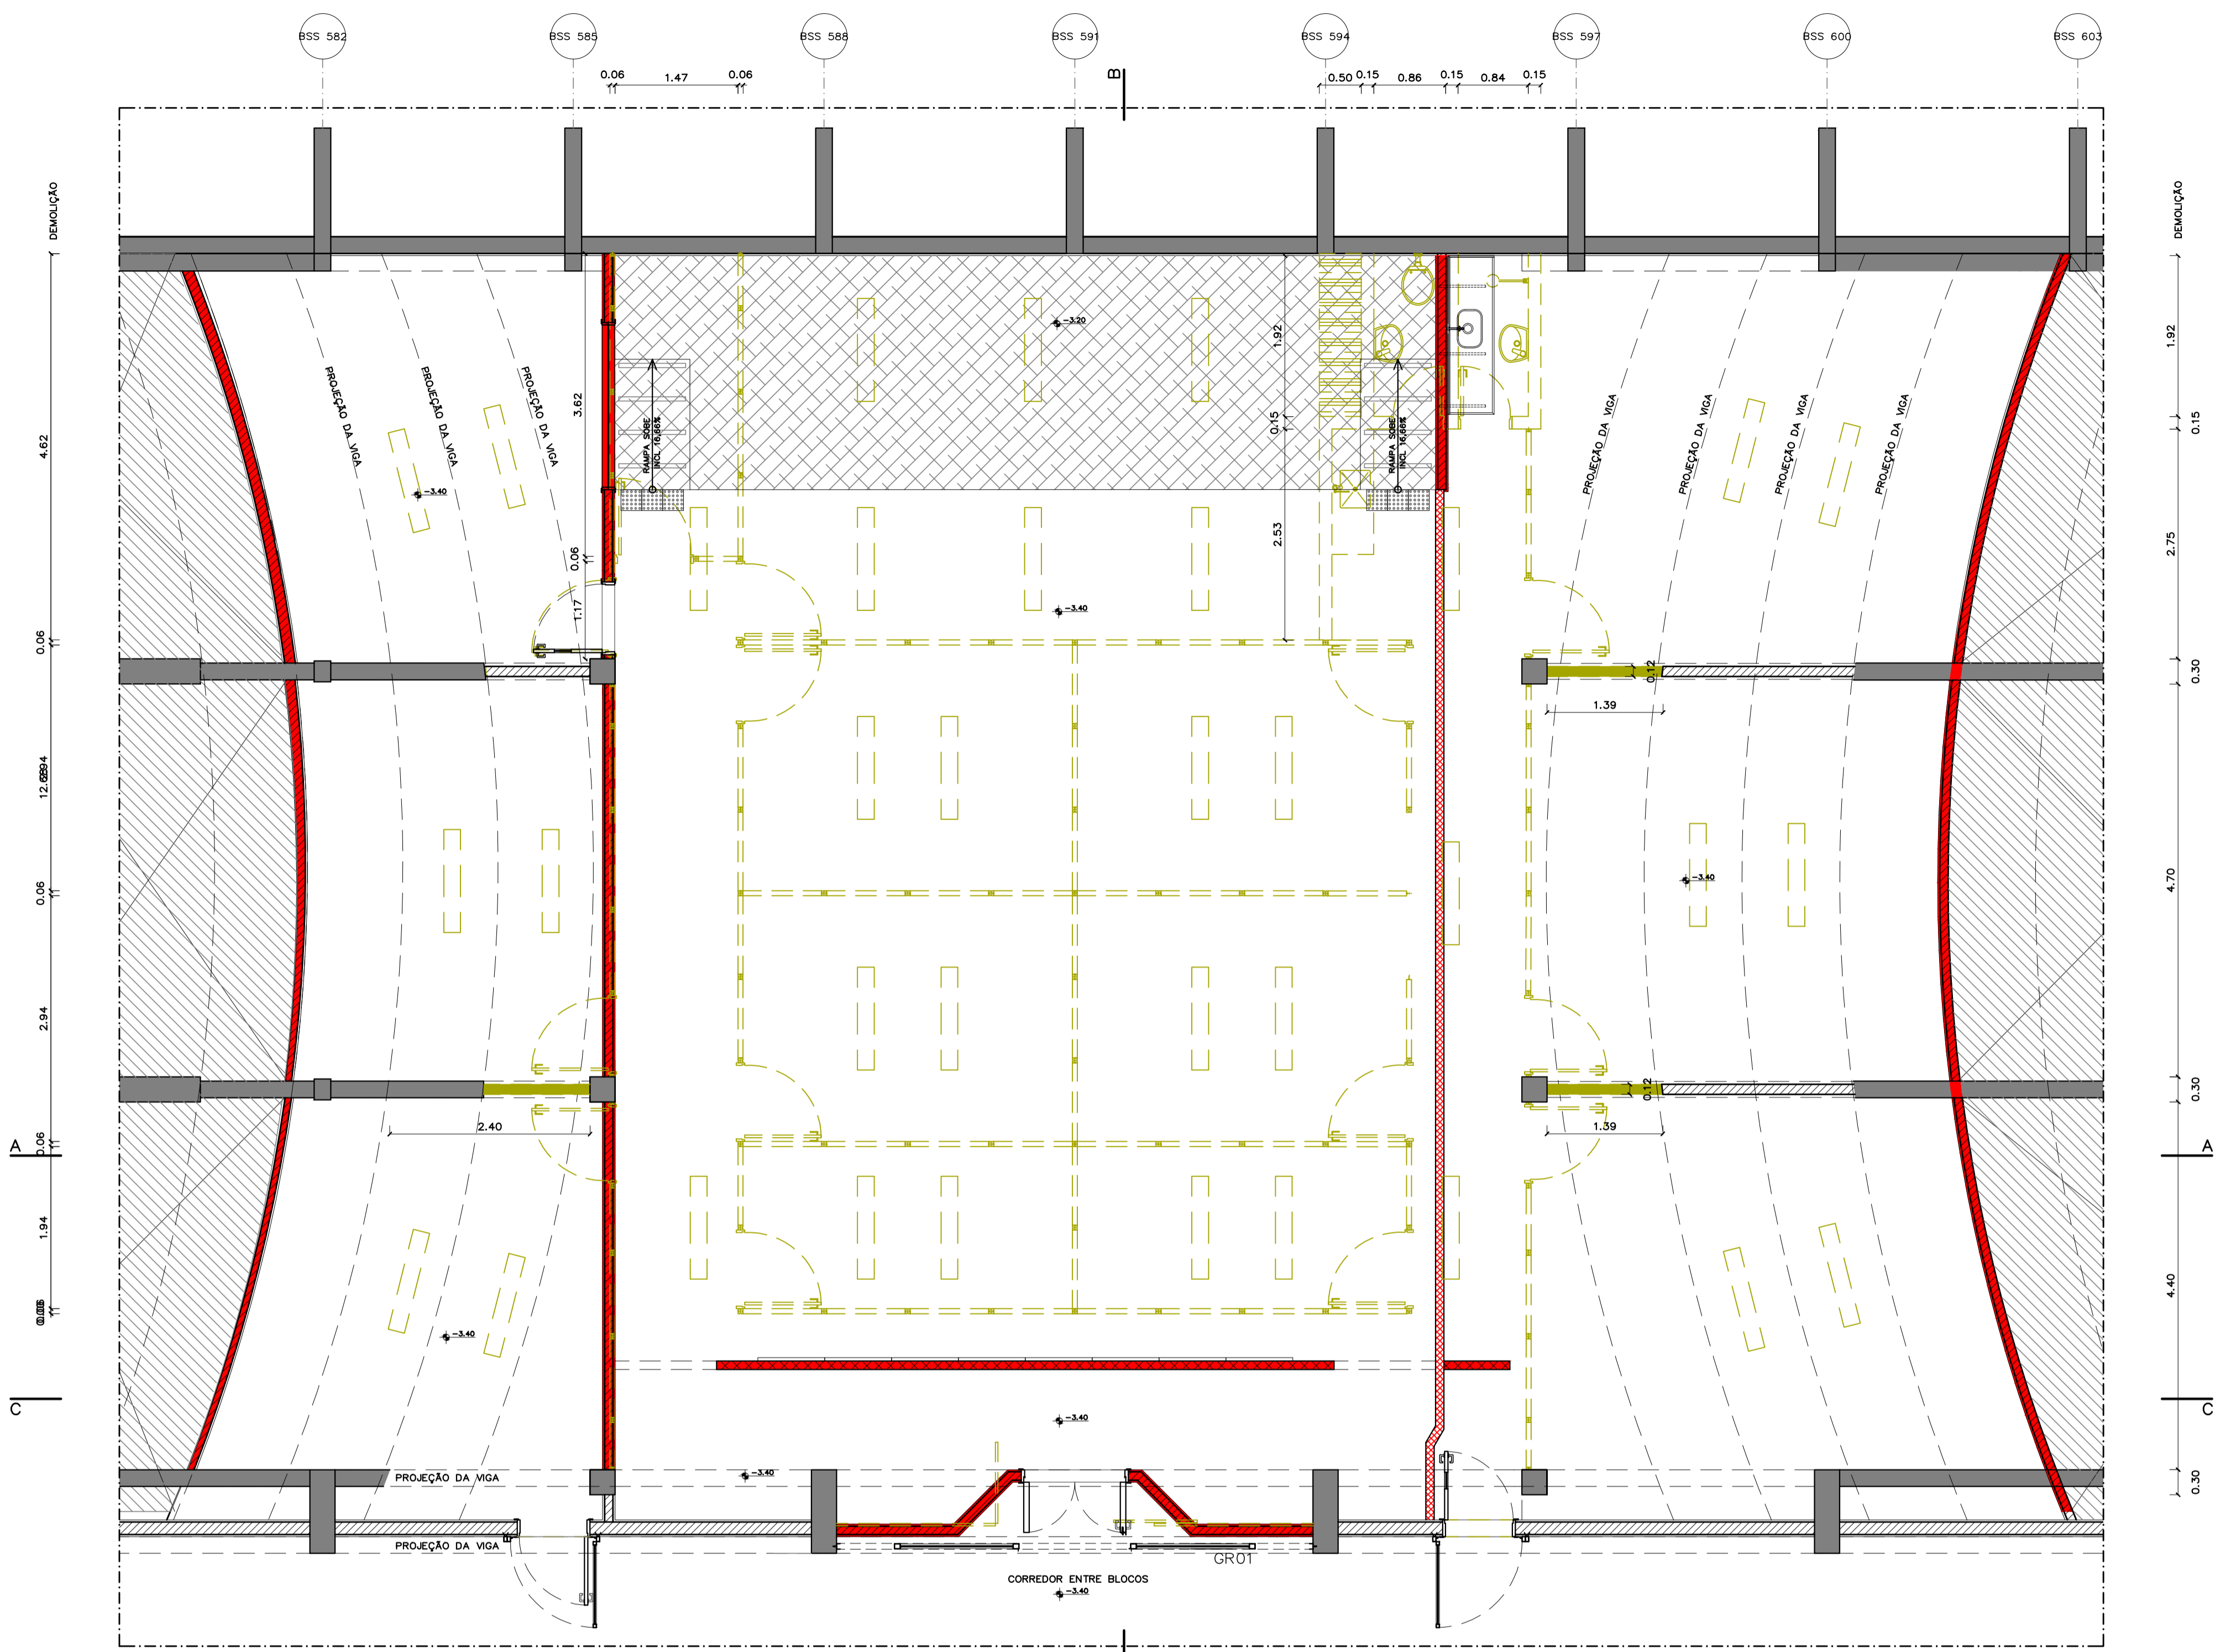 BSS 582
BSS 585
BSS 588
BSS 591
BSS 594
BSS 597
BSS 600
BSS 603
0.06
1.47
0.06
B
0.50
0.15
0.86
0.15
0.84
0.15
DEMOLIÇÃO
DEMOLIÇÃO
-3.20
1.92
1.92
3.62
PROJEÇÃO DA VIGA
PROJEÇÃO DA VIGA
PROJEÇÃO DA VIGA
PROJEÇÃO DA VIGA
PROJEÇÃO DA VIGA
PROJEÇÃO DA VIGA
PROJEÇÃO DA VIGA
0.15
0.15
4.62
RAMPA SOBE
INCL 16,66%
RAMPA SOBE
INCL 16,66%
-3.40
2.53
2.75
0.06
1.17
-3.40
0.06
0.12
0.30
1.39
4.70
-3.40
0.06
2.94
0.12
0.30
2.40
1.39
0.06
A
A
1.94
4.40
-3.40
C
C
-3.40
PROJEÇÃO DA VIGA
-3.40
0.30
PROJEÇÃO DA VIGA
GR01
CORREDOR ENTRE BLOCOS
-3.40